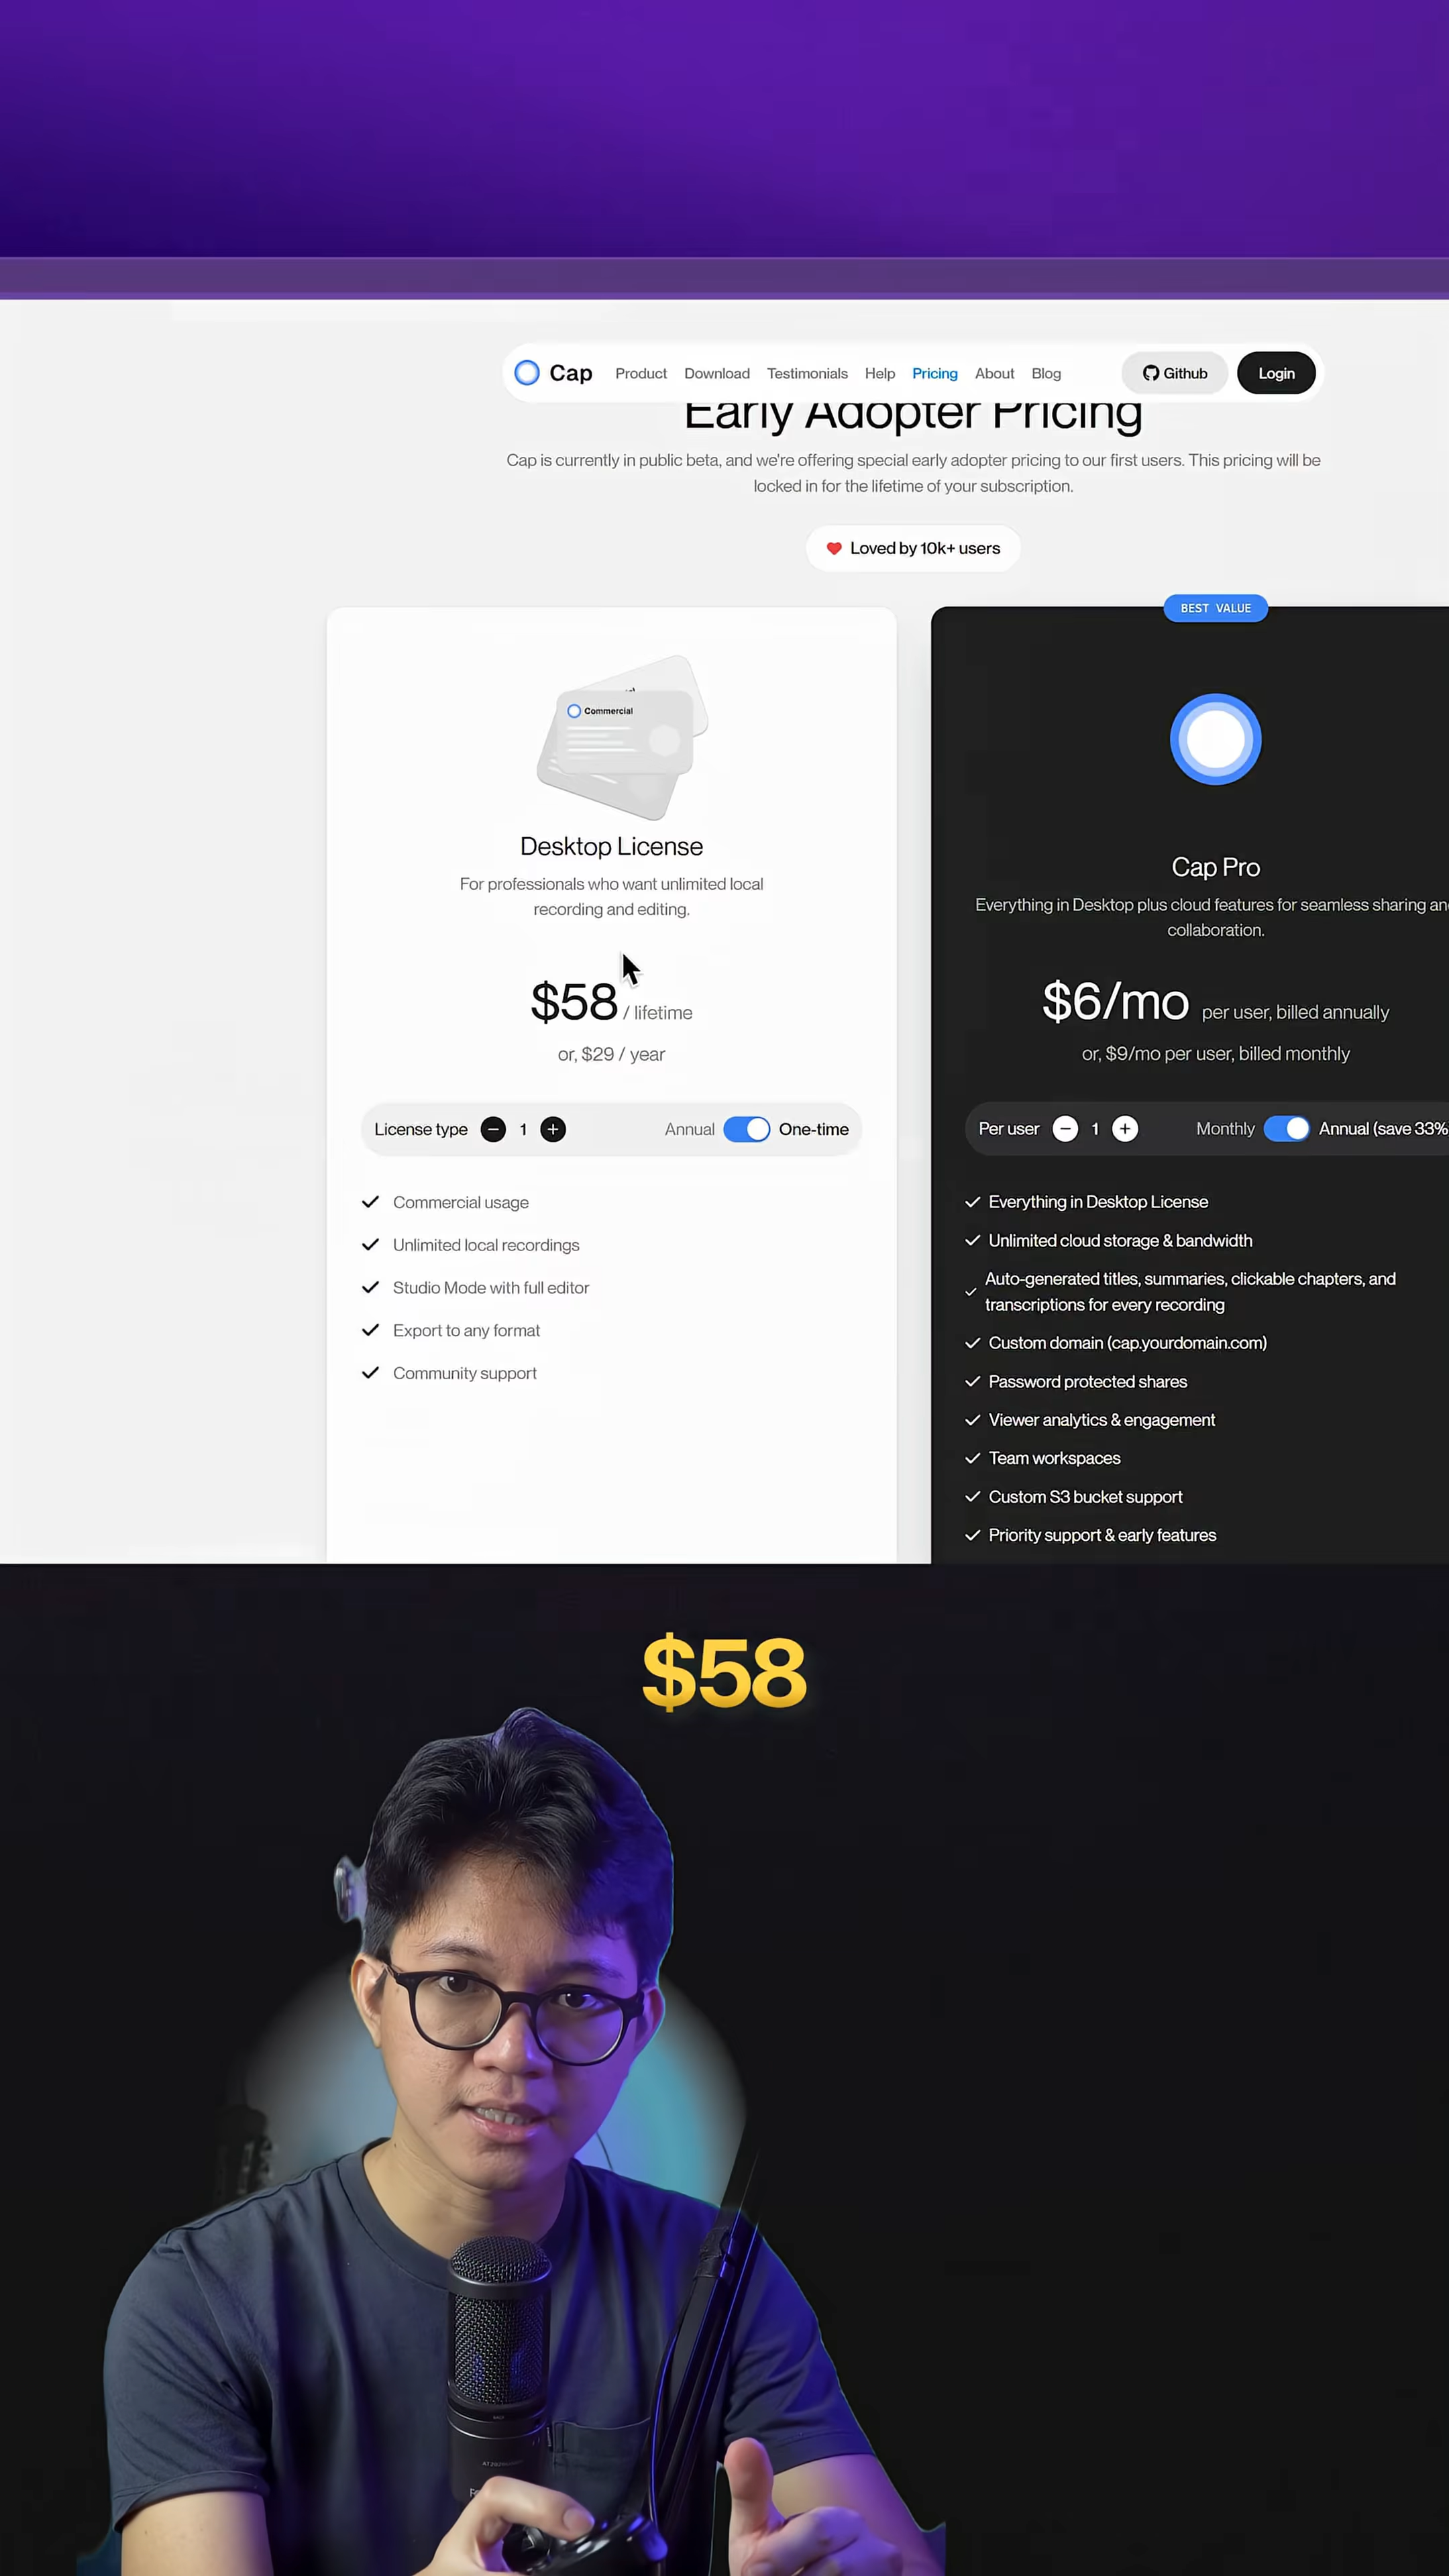 Cap Product Download Testimonials Help Pricing About Blog Github Login
Early Adopter Pricing
Cap is currently in public beta, and we're offering special early adopter pricing to our first users. This pricing will be
locked in for the lifetime of your subscription.
Loved by 10k+ users
Commercial
Desktop License
For professionals who want unlimited local
recording and editing.
$58 / lifetime
or, $29 / year
License type 1 Annual One-time
Commercial usage
Unlimited local recordings
Studio Mode with full editor
Export to any format
Community support
BEST VALUE
Cap Pro
Everything in Desktop plus cloud features for seamless sharing an
collaboration.
$6/mo per user, billed annually
or, $9/mo per user, billed monthly
Per user 1 Monthly Annual (save 33%
Everything in Desktop License
Unlimited cloud storage & bandwidth
Auto-generated titles, summaries, clickable chapters, and
transcriptions for every recording
Custom domain (cap.yourdomain.com)
Password protected shares
Viewer analytics & engagement
Team workspaces
Custom S3 bucket support
Priority support & early features
$58